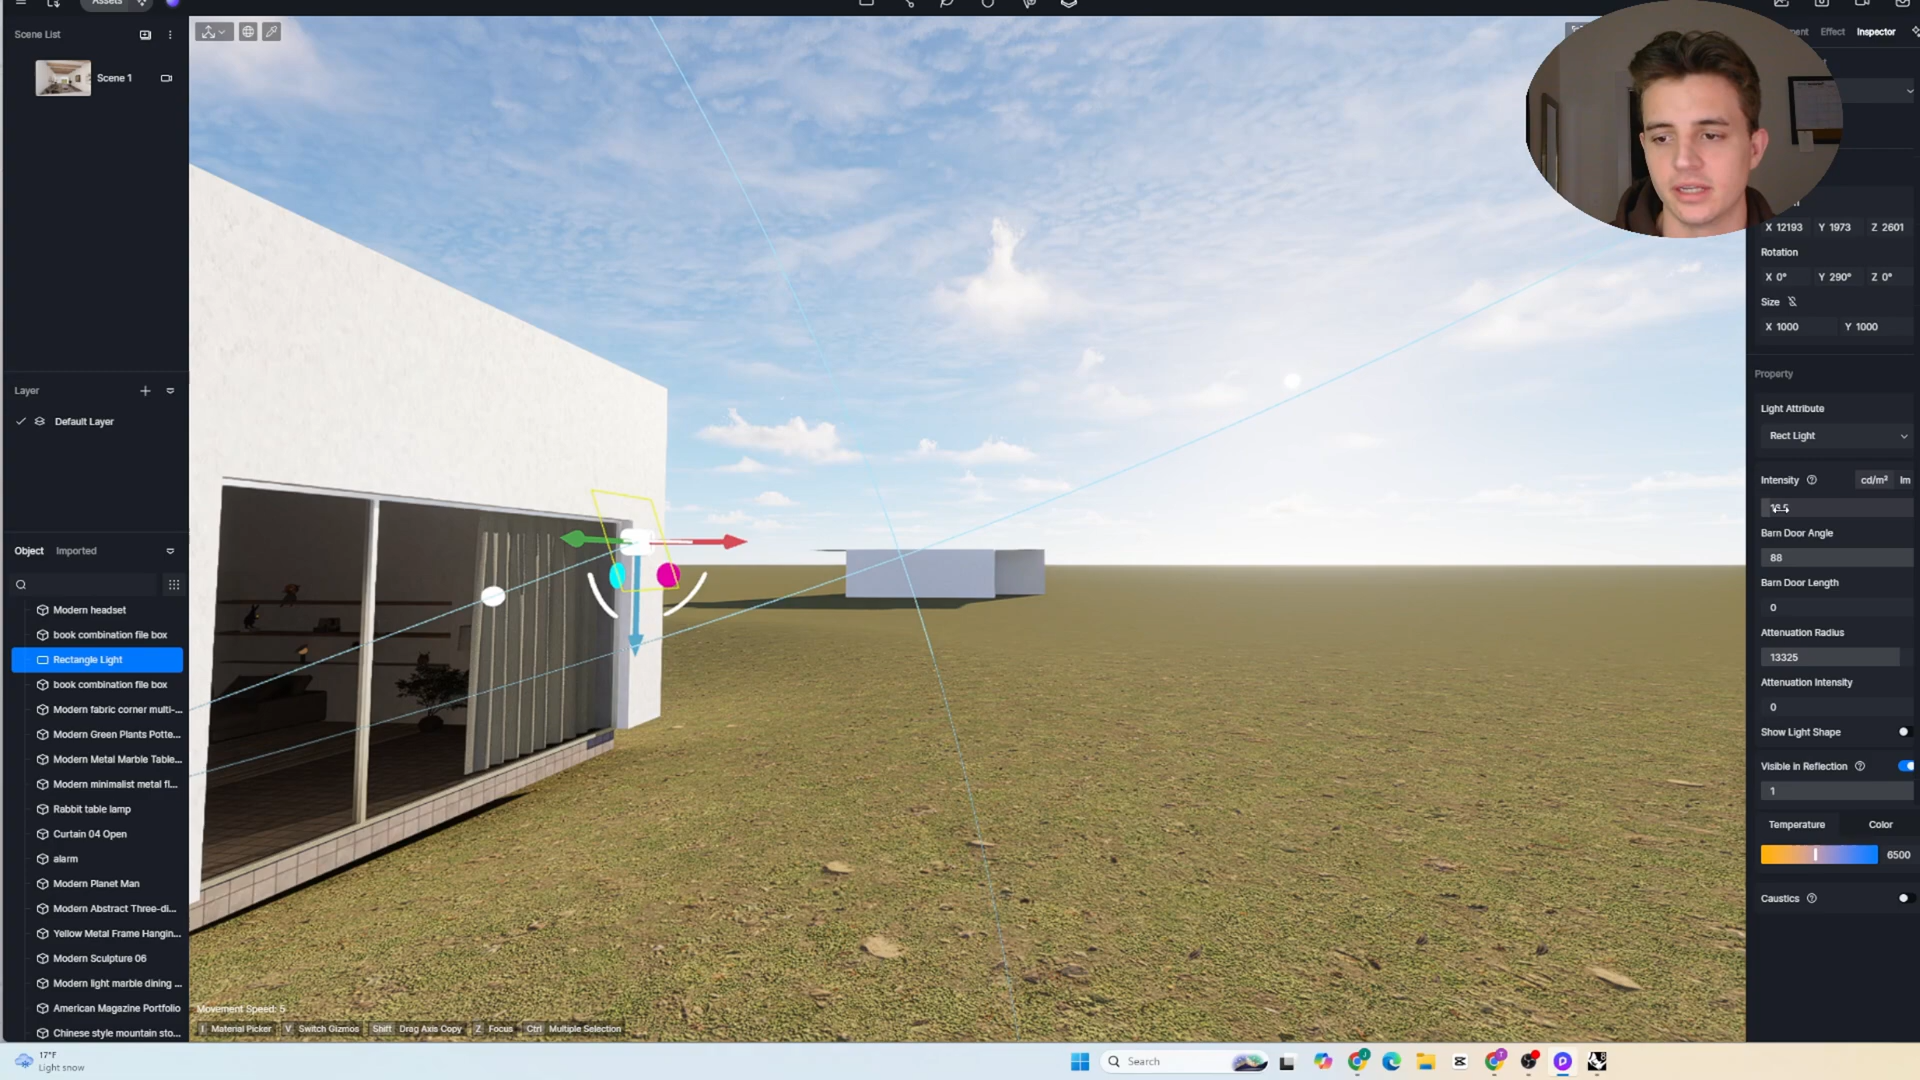 Assets
Scene List
Scene 1
Layer
Default Layer
Object Imported
Modern headset
book combination file box
Rectangle Light
book combination file box
Modern fabric corner multi-...
Modern Green Plants Potte...
Modern Metal Marble Table...
Modern minimalist metal fl...
Rabbit table lamp
Curtain 04 Open
alarm
Modern Planet Man
Modern Abstract Three-di...
Yellow Metal Frame Hangin...
Modern Sculpture 06
Modern light marble dining ...
American Magazine Portfolio
Chinese style mountain sto...
Movement Speed: 5
I Material Picker V Switch Gizmos Shift Drag Axis Copy Z Focus Ctrl Multiple Selection
Effect Inspector
X 12193 Y 1973 Z 2601
Rotation
X 0° Y 290° Z 0°
Size
X 1000 Y 1000
Property
Light Attribute
Rect Light
Intensity cd/m² lm
Barn Door Angle
88
Barn Door Length
0
Attenuation Radius
13325
Attenuation Intensity
0
Show Light Shape
Visible in Reflection
1
Temperature Color
6500
Caustics
17°F
Light snow
Search